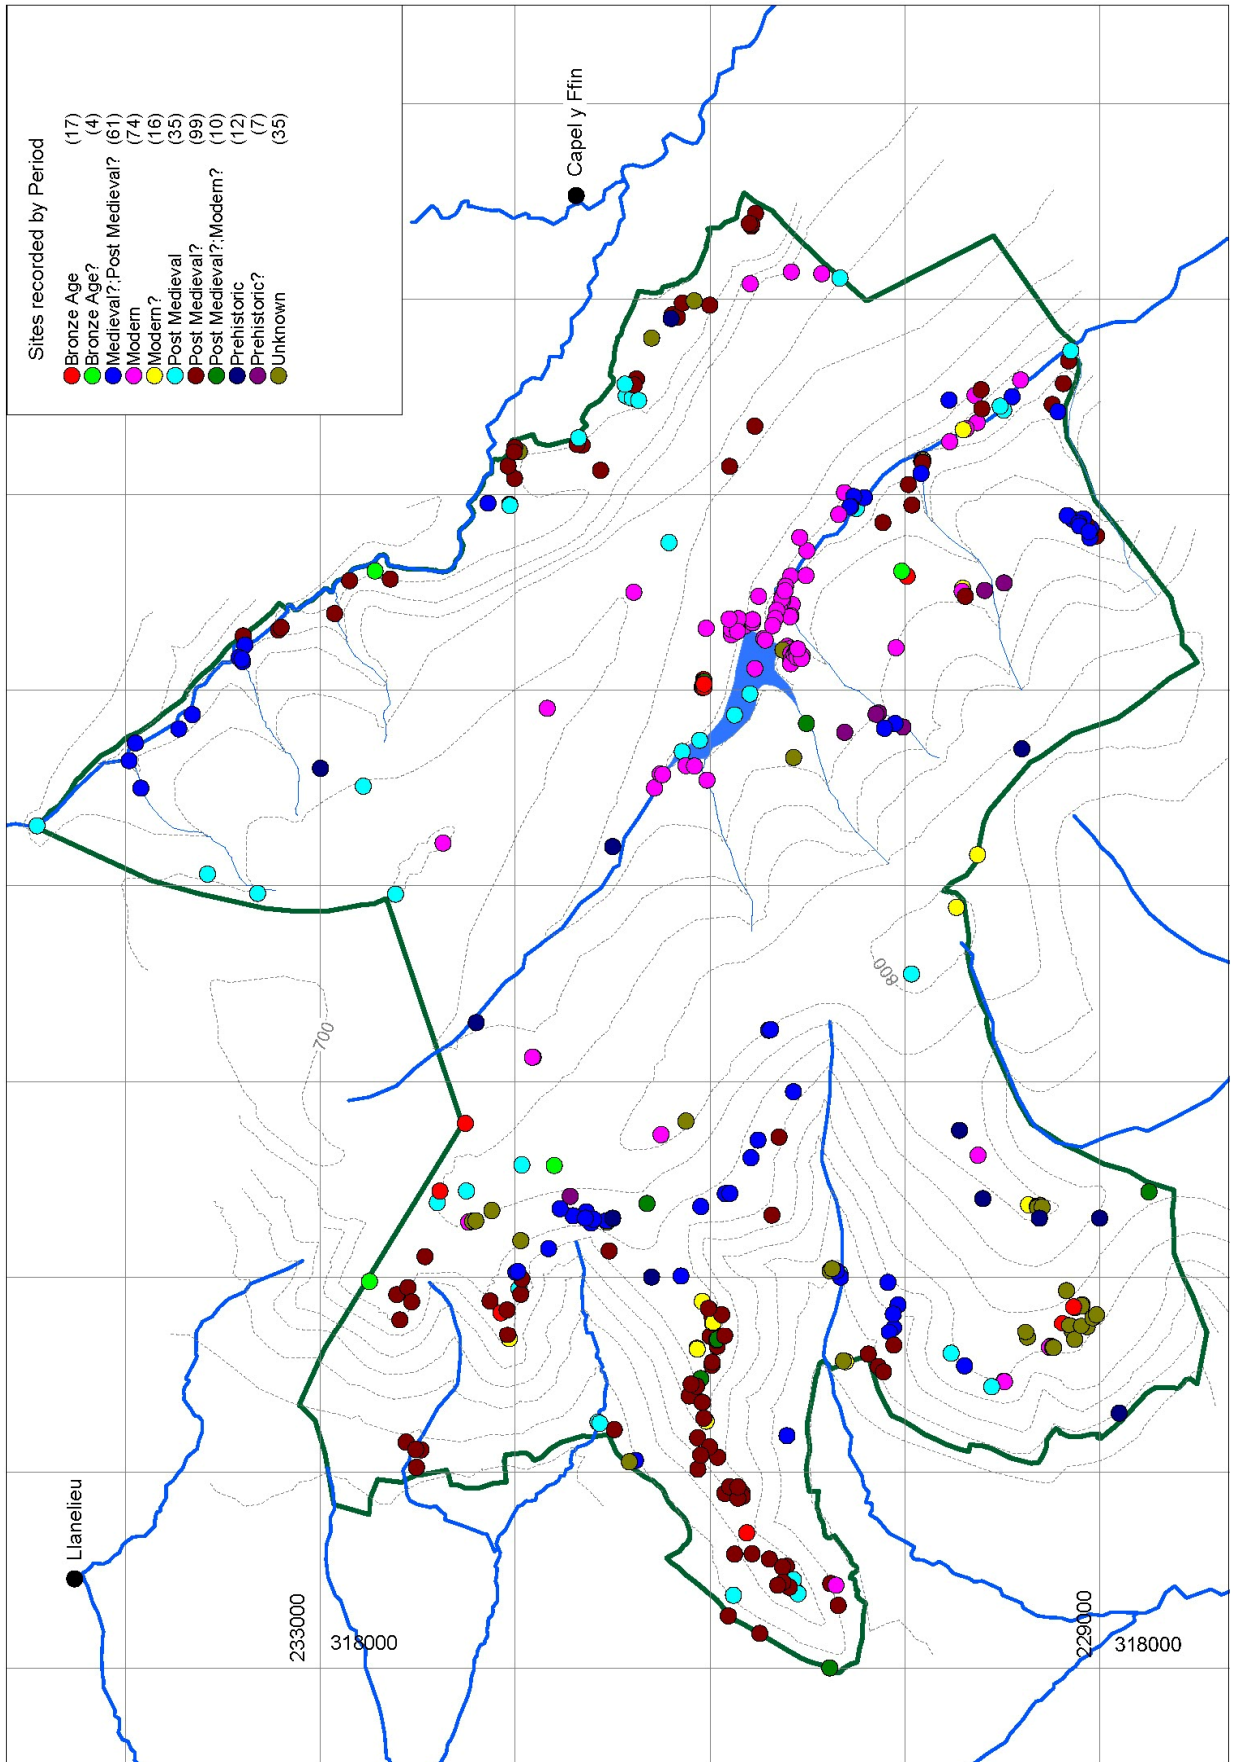 Sites recorded by Period
Bronze Age (17)
Bronze Age? (4)
Medieval?;Post Medieval? (61)
Modern (74)
Modern? (16)
Post Medieval (35)
Post Medieval? (99)
Post Medieval?;Modern? (10)
Prehistoric (12)
Prehistoric? (7)
Unknown (35)
Capel y Ffin
800
700
Llanelieu
233000
318000
229000
318000